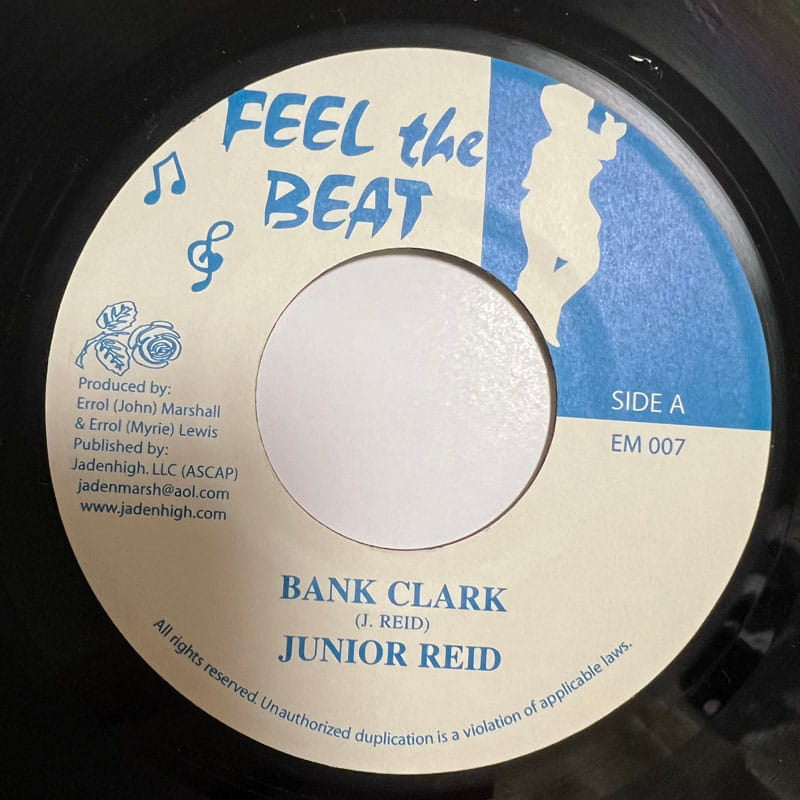 FEEL the
BEAT
SIDE A
EM 007
Produced by:
Errol (John) Marshall
& Errol (Myrie) Lewis
Published by:
Jadenhigh. LLC (ASCAP)
jadenmarsh@aol.com
www.jadenhigh.com
BANK CLARK
(J. REID)
JUNIOR REID
All rights reserved. Unauthorized duplication is a violation of applicable laws.